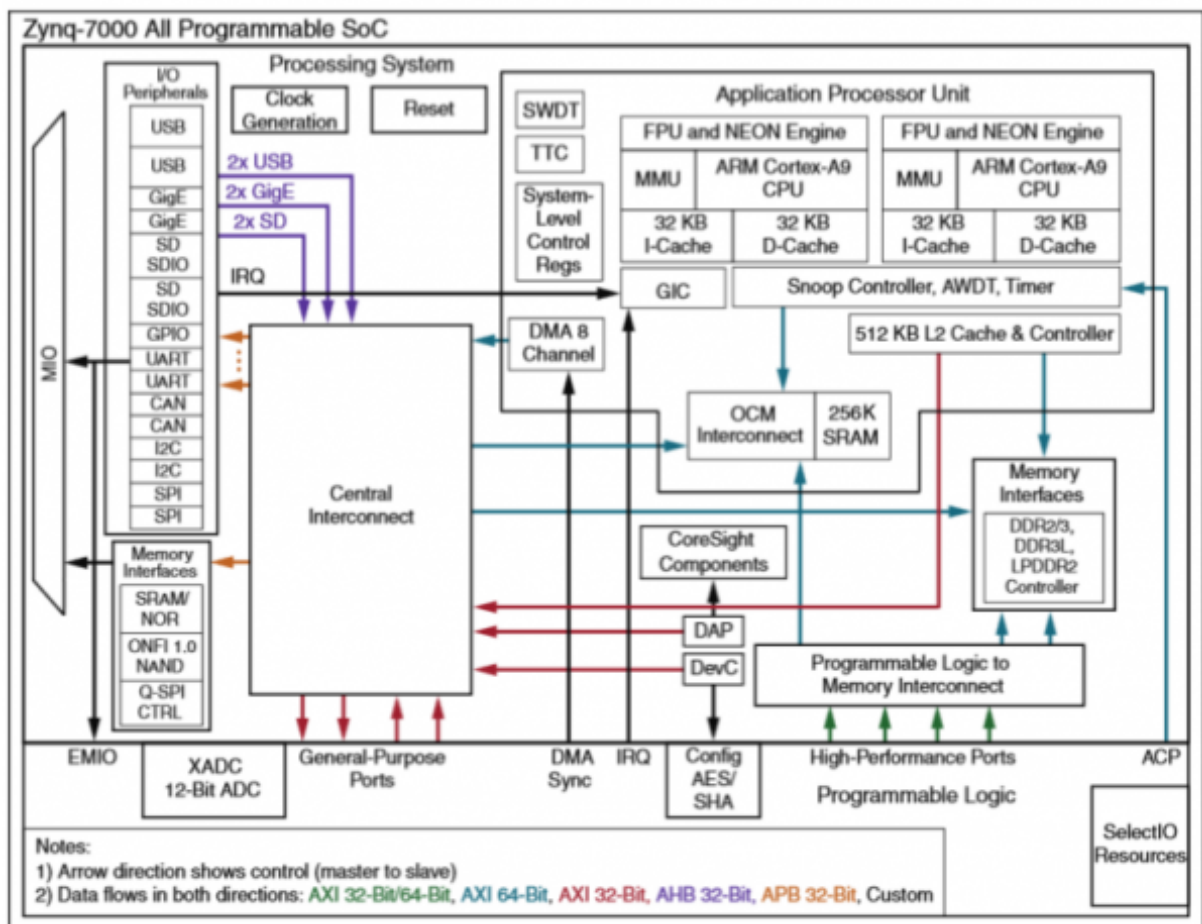 Zynq-7000 All Programmable SoC
Processing System
I/O
Peripherals
USB
USB
GigE
GigE
SD
SDIO
SD
SDIO
GPIO
UART
UART
CAN
CAN
I2C
I2C
SPI
SPI
MIO
Clock
Generation
Reset
2x USB
2x GigE
2x SD
IRQ
Application Processor Unit
SWDT
TTC
System-
Level
Control
Regs
FPU and NEON Engine
MMU
ARM Cortex-A9
CPU
32 KB
I-Cache
32 KB
D-Cache
FPU and NEON Engine
MMU
ARM Cortex-A9
CPU
32 KB
I-Cache
32 KB
D-Cache
GIC
Snoop Controller, AWDT, Timer
DMA 8
Channel
512 KB L2 Cache & Controller
OCM
Interconnect
256K
SRAM
Central
Interconnect
Memory
Interfaces
DDR2/3,
DDR3L,
LPDDR2
Controller
CoreSight
Components
DAP
DevC
Programmable Logic to
Memory Interconnect
Memory
Interfaces
SRAM/
NOR
ONFI 1.0
NAND
Q-SPI
CTRL
EMIO
XADC
12-Bit ADC
General-Purpose
Ports
DMA
Sync
IRQ
Config
AES/
SHA
High-Performance Ports
ACP
Programmable Logic
SelectIO
Resources
Notes:
1) Arrow direction shows control (master to slave)
2) Data flows in both directions: AXI 32-Bit/64-Bit, AXI 64-Bit, AXI 32-Bit, AHB 32-Bit, APB 32-Bit, Custom